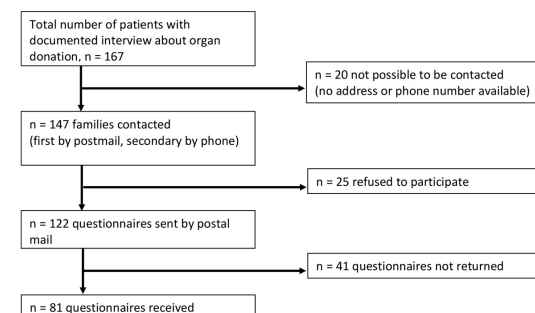 Total number of patients with
documented interview about organ
donation, n = 167
n = 20 not possible to be contacted
(no address or phone number available)
n = 147 families contacted
(first by postmail, secondary by phone)
n = 25 refused to participate
n = 122 questionnaires sent by postal
mail
n = 41 questionnaires not returned
n = 81 questionnaires received